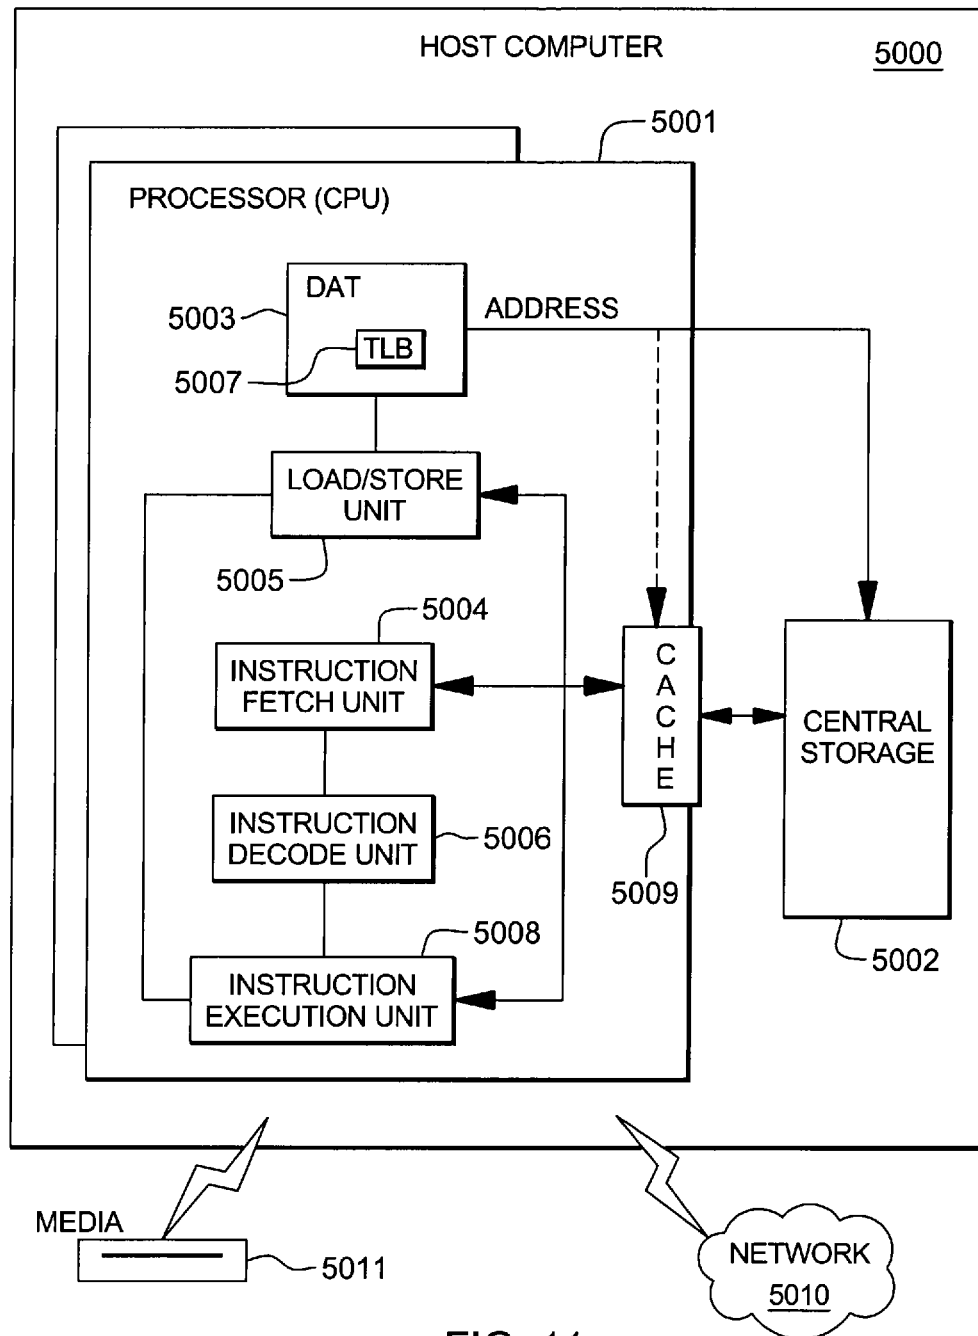 HOST COMPUTER
5000
5001
PROCESSOR (CPU)
DAT
ADDRESS
5003
TLB
5007
LOAD/STORE
UNIT
5005
5004
INSTRUCTION
FETCH UNIT
C
A
C
H
E
CENTRAL
STORAGE
INSTRUCTION
DECODE UNIT
5006
5009
5008
5002
INSTRUCTION
EXECUTION UNIT
MEDIA
5011
NETWORK
5010